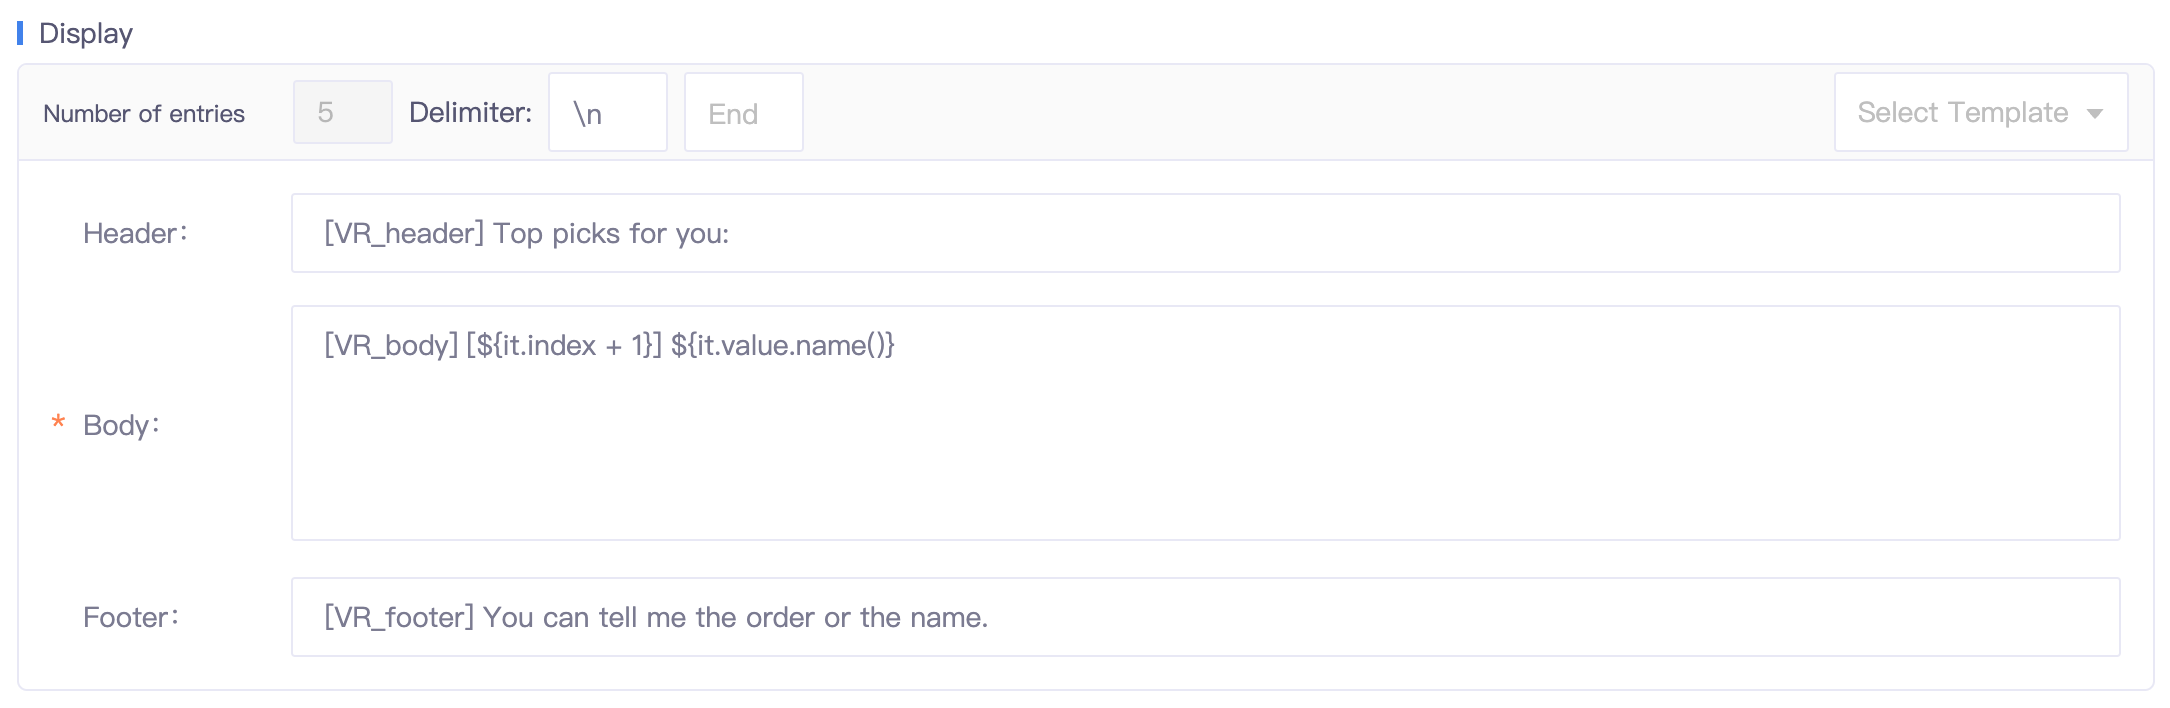 Display
Number of entries 5 Delimiter: \n End Select Template
Header: [VR_header] Top picks for you:
[VR_body] [${it.index + 1}] ${it.value.name()}
* Body:
Footer: [VR_footer] You can tell me the order or the name.